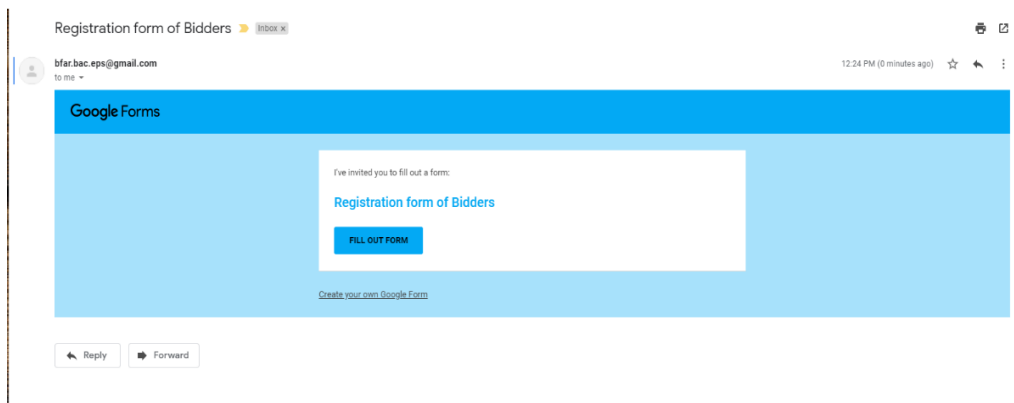 Registration form of Bidders
Inbox x
bfar.bac.eps@gmail.com
12:24 PM (0 minutes ago)
to me
Google Forms
I've invited you to fill out a form:
Registration form of Bidders
FILL OUT FORM
Create your own Google Form
Reply
Forward